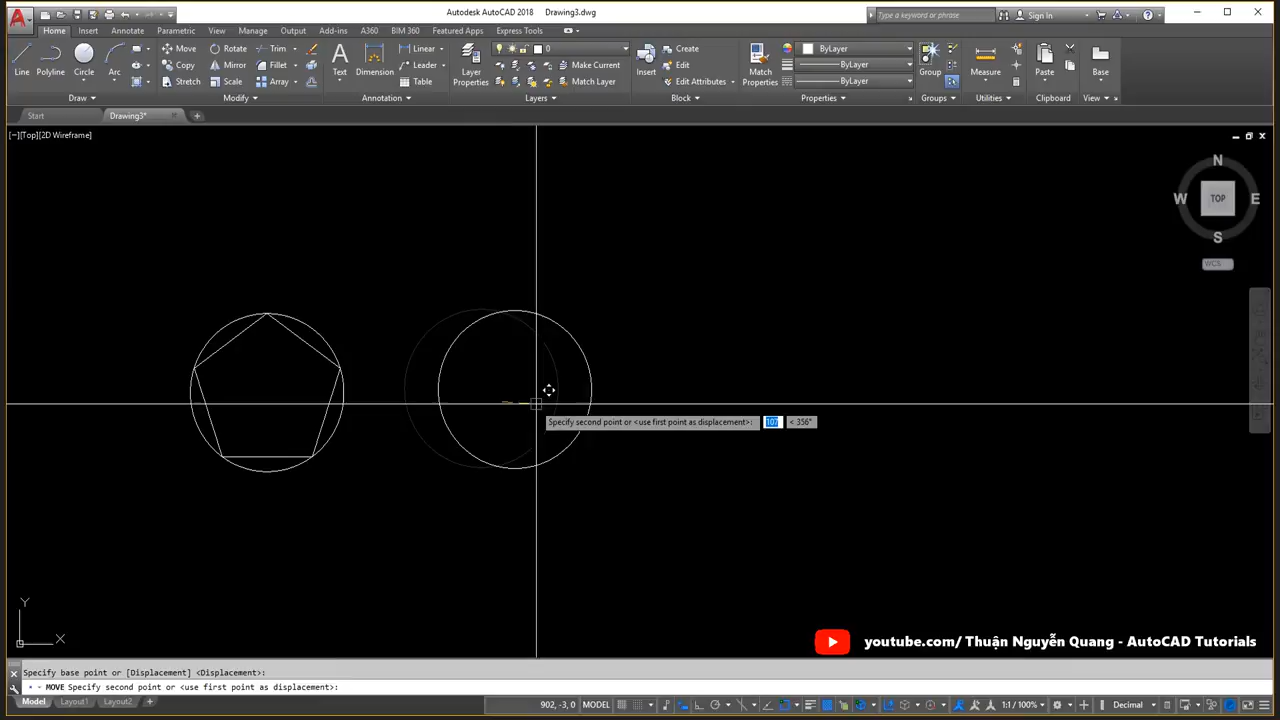 Autodesk AutoCAD 2018 Drawing3.dwg
Type a keyword or phrase
Sign In
Home Insert Annotate Parametric View Manage Output Add-ins A360 BIM 360 Featured Apps Express Tools
Line Polyline Circle Arc
Move Rotate Trim
Copy Mirror Fillet
Stretch Scale Array
Text Dimension
Linear
Leader
Table
Layer Properties
0
Make Current
Match Layer
Insert
Create
Edit
Edit Attributes
Match Properties
ByLayer
ByLayer
ByLayer
Group
Measure
Paste
Base
Draw Modify Annotation Layers Block Properties Groups Utilities Clipboard View
Start Drawing3*
[−][Top][2D Wireframe]
N
W TOP E
S
WCS
Specify second point or <use first point as displacement>: 107 < 356°
Y
X
youtube.com/ Thuận Nguyễn Quang - AutoCAD Tutorials
Specify base point or [Displacement] <Displacement>:
MOVE Specify second point or <use first point as displacement>:
Model Layout1 Layout2 +
902, -3, 0 MODEL 1:1 / 100% Decimal